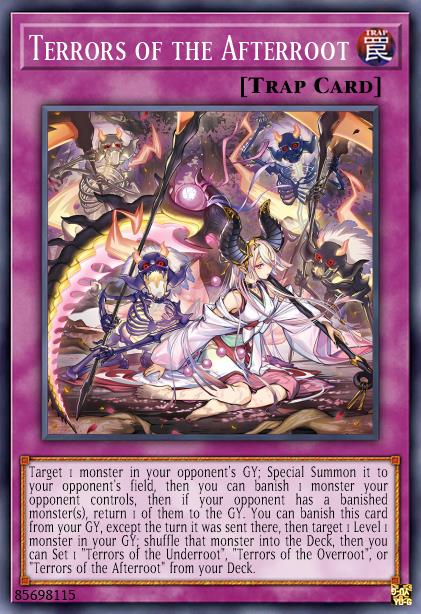 TERRORS OF THE AFTERROOT
TRAP
罠
[TRAP CARD]
Target 1 monster in your opponent's GY; Special Summon it to
your opponent's field, then you can banish 1 monster your
opponent controls, then if your opponent has a banished
monster(s), return 1 of them to the GY. You can banish this card
from your GY, except the turn it was sent there, then target 1 Level 1
monster in your GY; shuffle that monster into the Deck, then you
can Set 1 "Terrors of the Underroot", "Terrors of the Overroot", or
"Terrors of the Afterroot" from your Deck.
85698115